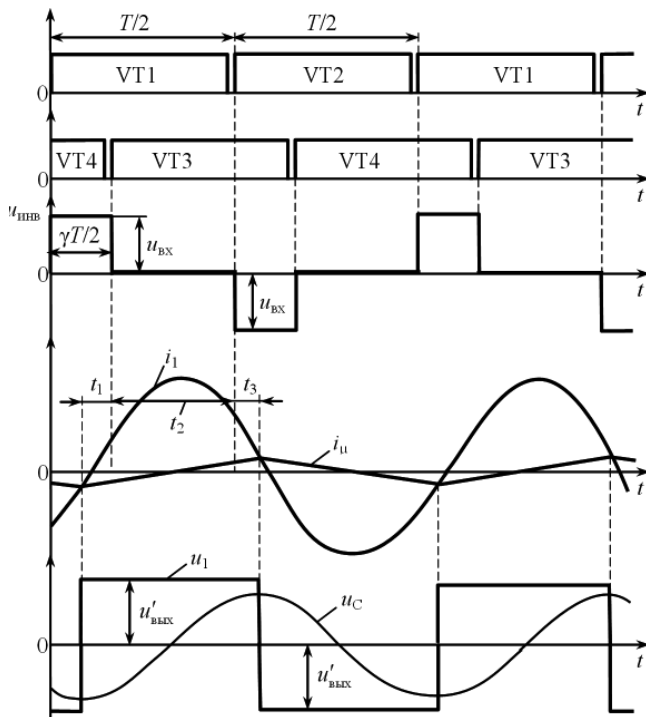 T/2 T/2
0 VT1 VT2 VT1 t
0 VT4 VT3 VT4 VT3 t
uинв
γT/2 uвх
0 uвх t
t1 i1 t3
t2
0 iμ t
u1
u′вых uC
0 u′вых t